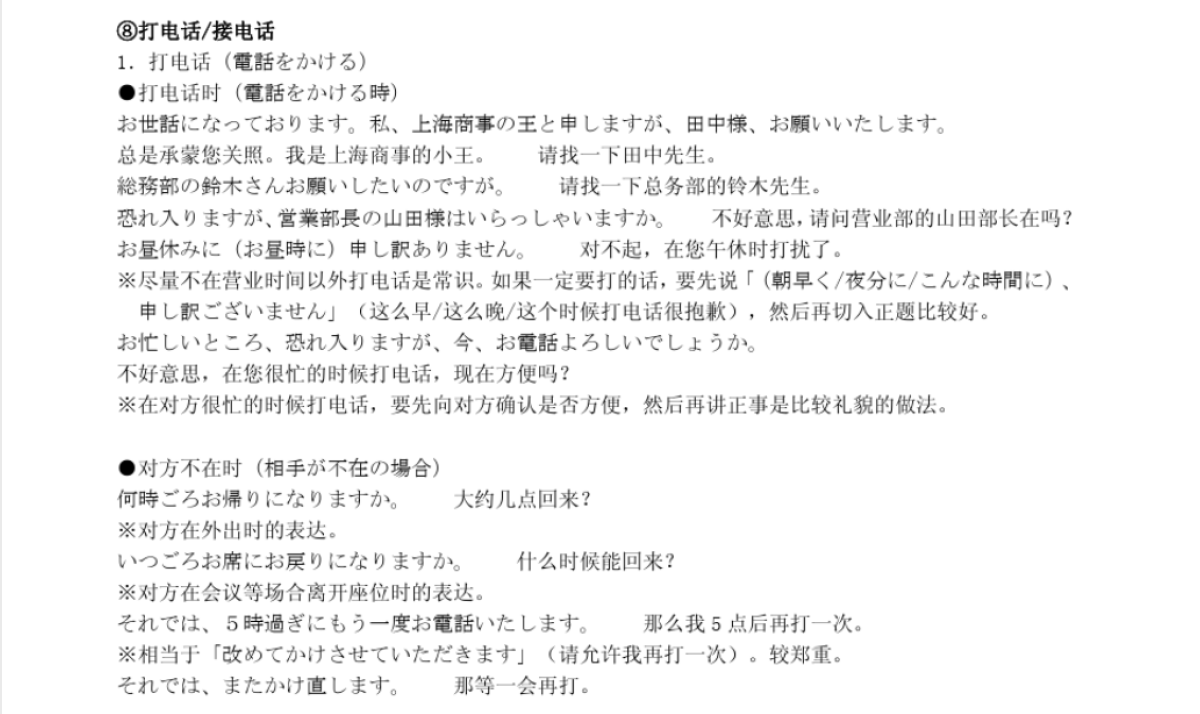 ⑧打电话/接电话
1．打电话（電話をかける）
●打电话时（電話をかける時）
お世話になっております。私、上海商事の王と申しますが、田中様、お願いいたします。
总是承蒙您关照。我是上海商事的小王。　　请找一下田中先生。
総務部の鈴木さんお願いしたいのですが。　　请找一下总务部的铃木先生。
恐れ入りますが、営業部長の山田様はいらっしゃいますか。　　不好意思，请问营业部的山田部长在吗？
お昼休みに（お昼時に）申し訳ありません。　　对不起，在您午休时打扰了。
※尽量不在营业时间以外打电话是常识。如果一定要打的话，要先说「（朝早く/夜分に/こんな時間に）、
申し訳ございません」（这么早/这么晚/这个时候打电话很抱歉），然后再切入正题比较好。
お忙しいところ、恐れ入りますが、今、お電話よろしいでしょうか。
不好意思，在您很忙的时候打电话，现在方便吗？
※在对方很忙的时候打电话，要先向对方确认是否方便，然后再讲正事是比较礼貌的做法。
●对方不在时（相手が不在の場合）
何時ごろお帰りになりますか。　　大约几点回来？
※对方在外出时的表达。
いつごろお席にお戻りになりますか。　　什么时候能回来？
※对方在会议等场合离开座位时的表达。
それでは、５時過ぎにもう一度お電話いたします。　　那么我 5 点后再打一次。
※相当于「改めてかけさせていただきます」（请允许我再打一次）。较郑重。
それでは、またかけ直します。　　那等一会再打。